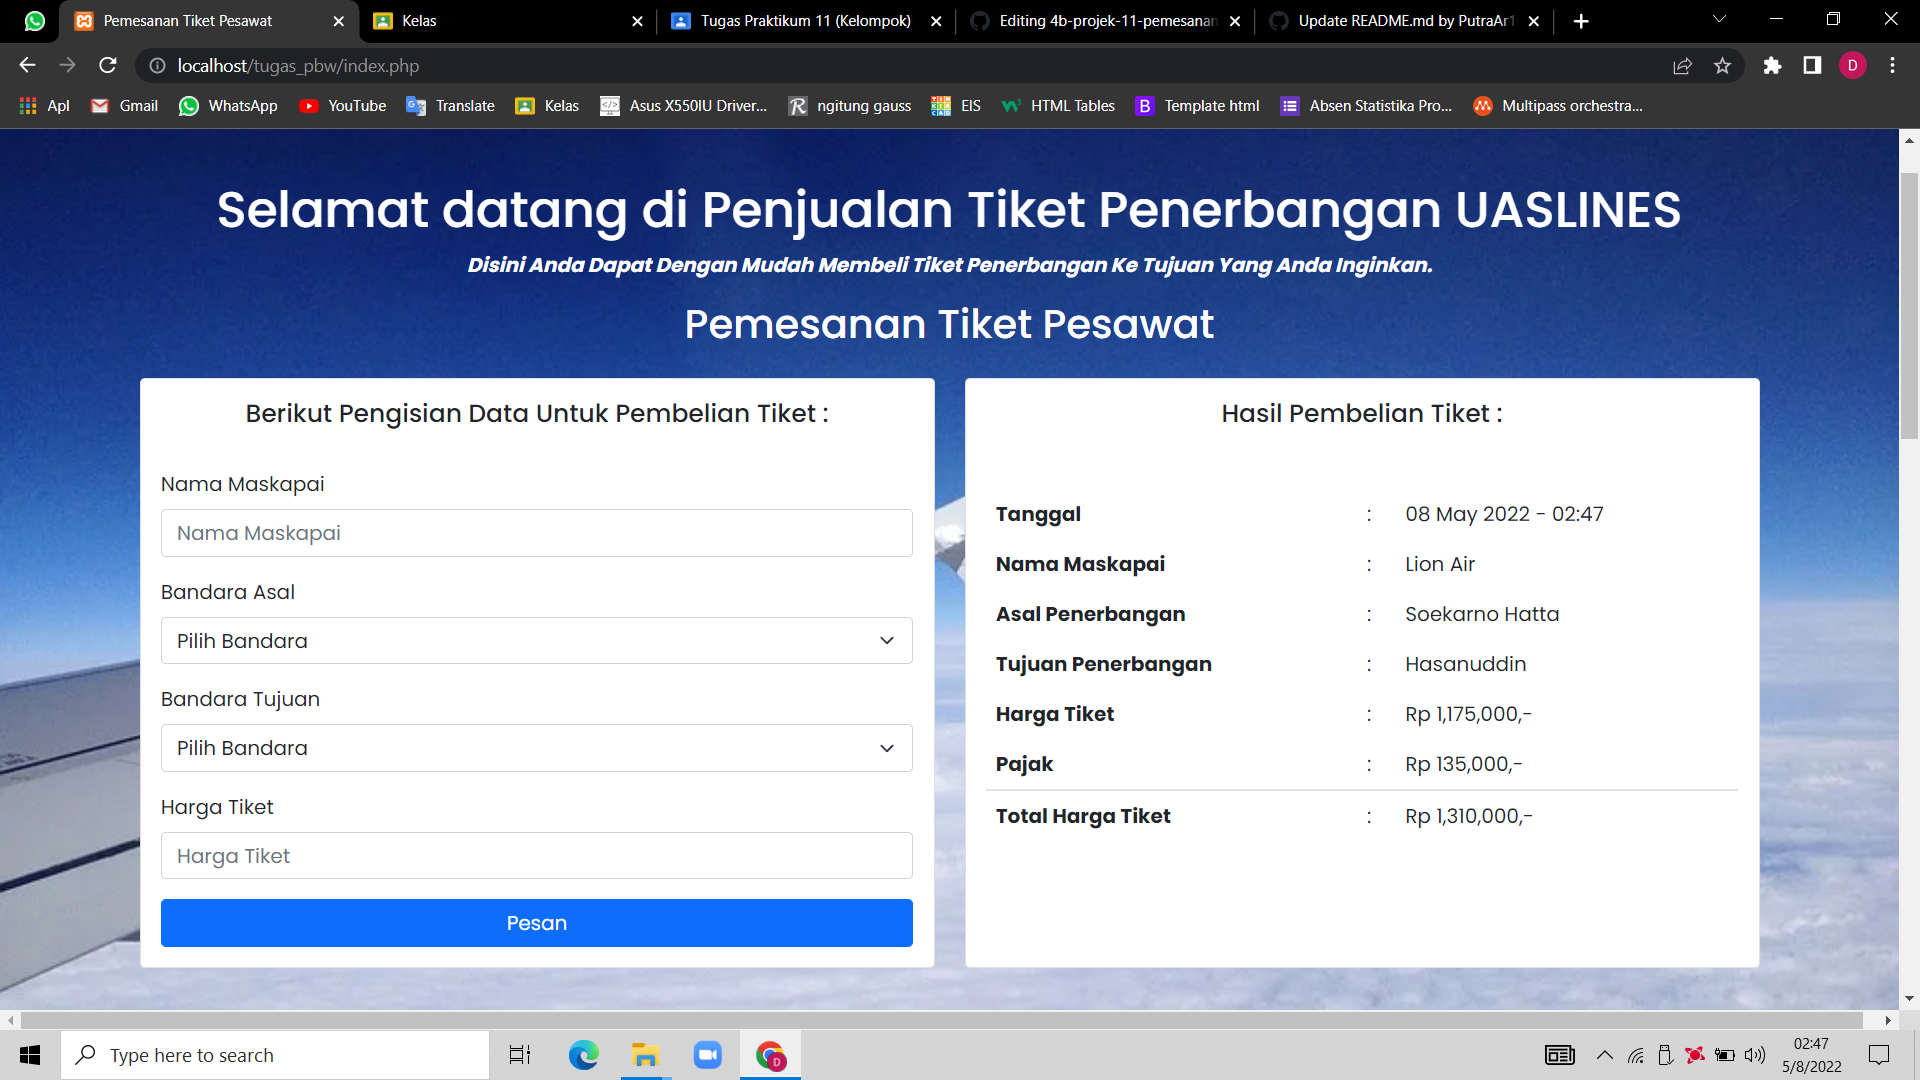 Pemesanan Tiket Pesawat
Kelas
Tugas Praktikum 11 (Kelompok)
Editing 4b-projek-11-pemesanan
Update README.md by PutraAr1
localhost/tugas_pbw/index.php
D
Apl
Gmail
WhatsApp
YouTube
Translate
Kelas
Asus X550IU Driver...
ngitung gauss
EIS
HTML Tables
Template html
Absen Statistika Pro...
Multipass orchestra...
Selamat datang di Penjualan Tiket Penerbangan UASLINES
Disini Anda Dapat Dengan Mudah Membeli Tiket Penerbangan Ke Tujuan Yang Anda Inginkan.
Pemesanan Tiket Pesawat
Berikut Pengisian Data Untuk Pembelian Tiket :
Nama Maskapai
Nama Maskapai
Bandara Asal
Pilih Bandara
Bandara Tujuan
Pilih Bandara
Harga Tiket
Harga Tiket
Pesan
Hasil Pembelian Tiket :
Tanggal : 08 May 2022 - 02:47
Nama Maskapai : Lion Air
Asal Penerbangan : Soekarno Hatta
Tujuan Penerbangan : Hasanuddin
Harga Tiket : Rp 1,175,000,-
Pajak : Rp 135,000,-
Total Harga Tiket : Rp 1,310,000,-
Type here to search
02:47
5/8/2022